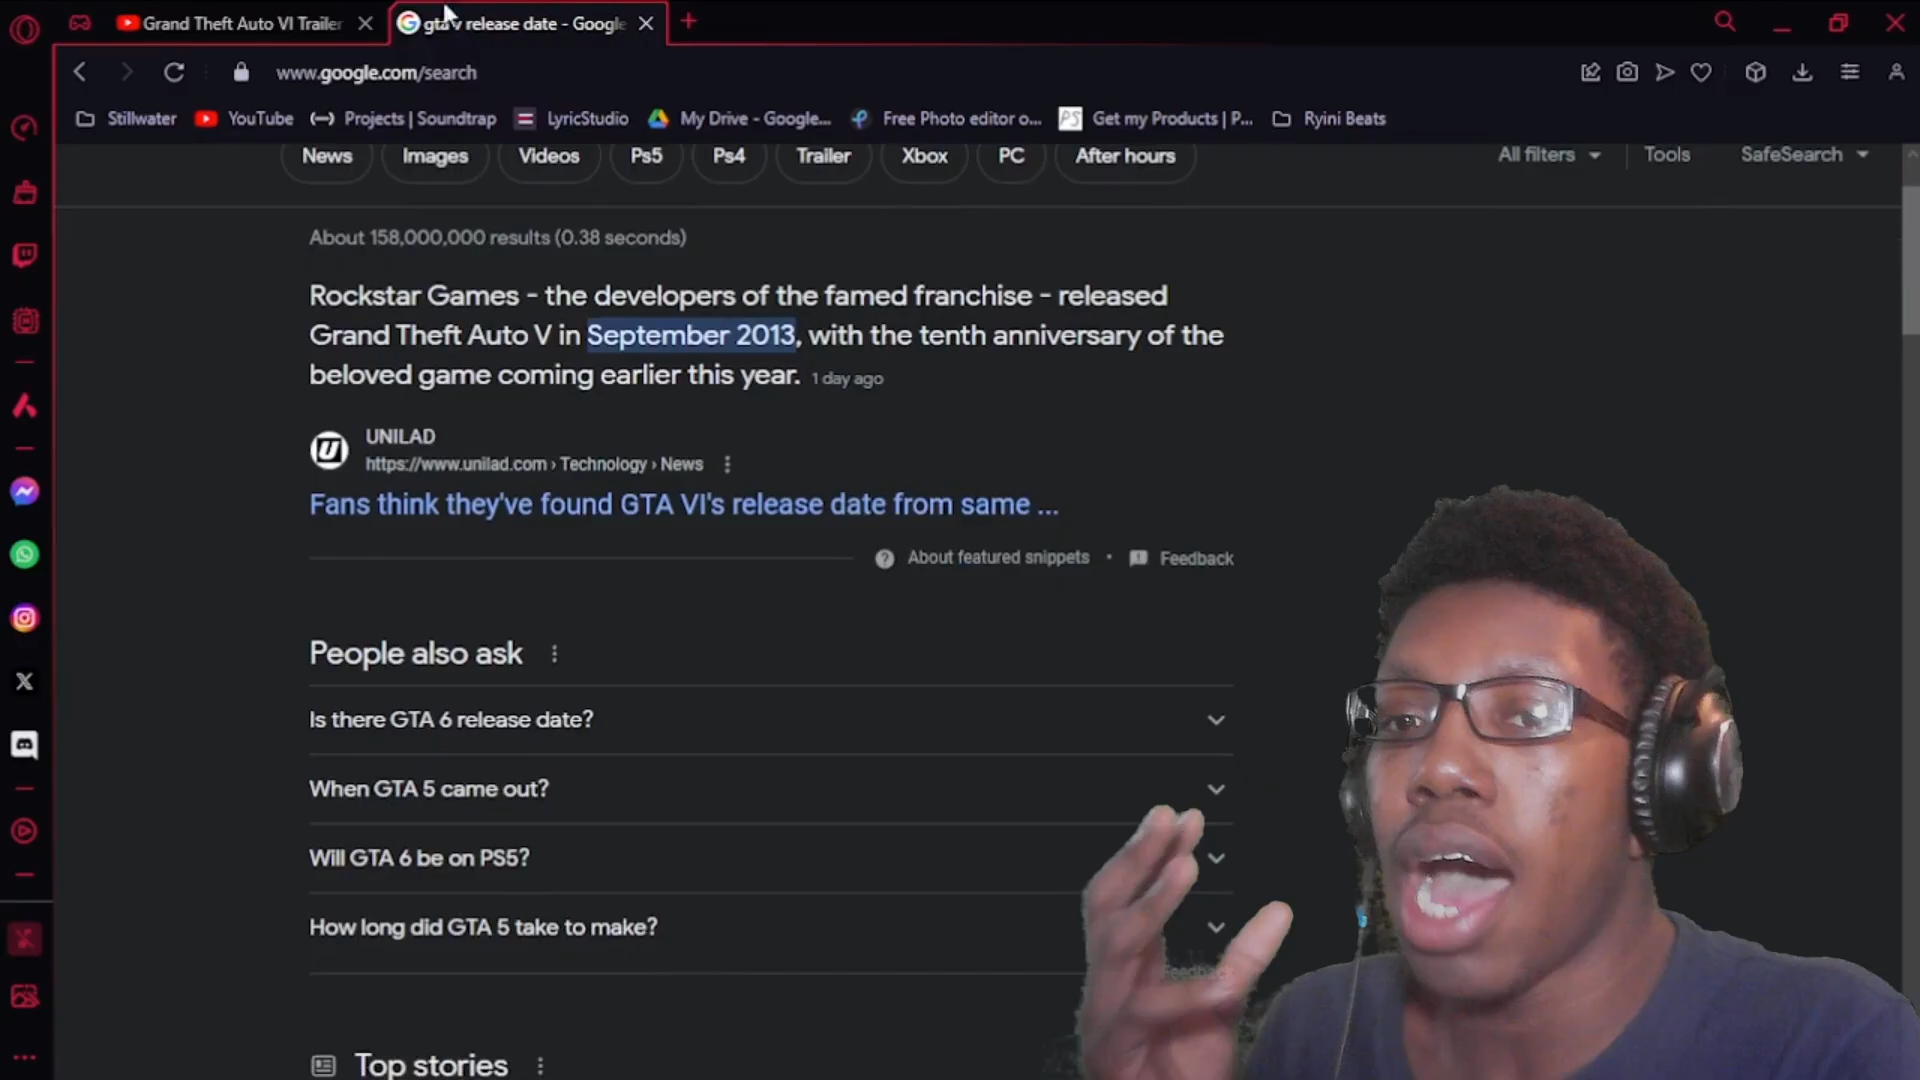 Grand Theft Auto VI Trailer
gta v release date - Google
www.google.com/search
Stillwater YouTube Projects | Soundtrap LyricStudio My Drive - Google... Free Photo editor o... PS Get my Products | P... Ryini Beats
News Images Videos Ps5 Ps4 Trailer Xbox PC After hours All filters Tools SafeSearch
About 158,000,000 results (0.38 seconds)
Rockstar Games - the developers of the famed franchise - released
Grand Theft Auto V in September 2013, with the tenth anniversary of the
beloved game coming earlier this year. 1 day ago
UNILAD
https://www.unilad.com › Technology › News
Fans think they've found GTA VI's release date from same ...
About featured snippets • Feedback
People also ask
Is there GTA 6 release date?
When GTA 5 came out?
Will GTA 6 be on PS5?
How long did GTA 5 take to make?
Feedback
Top stories